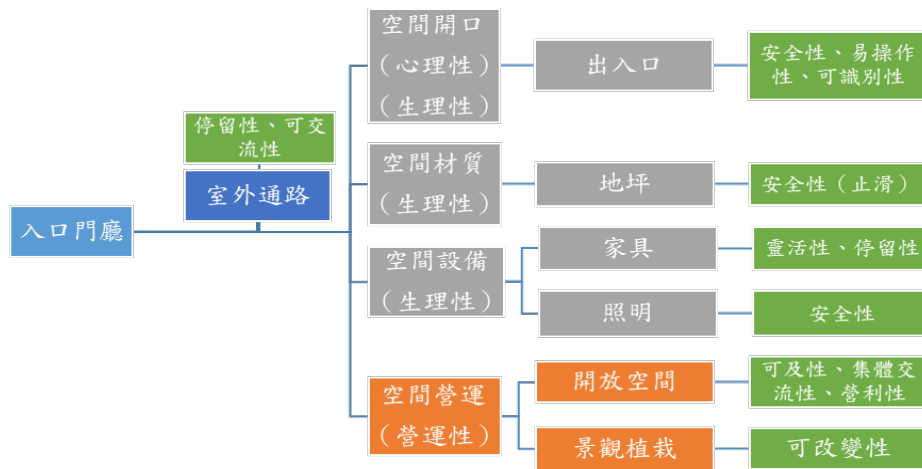 入口門廳
停留性、可交
流性
室外通路
空間開口
（心理性）
（生理性）
出入口
安全性、易操作
性、可識別性
空間材質
（生理性）
地坪
安全性（止滑）
空間設備
（生理性）
家具
靈活性、停留性
照明
安全性
空間營運
（營運性）
開放空間
可及性、集體交
流性、營利性
景觀植栽
可改變性